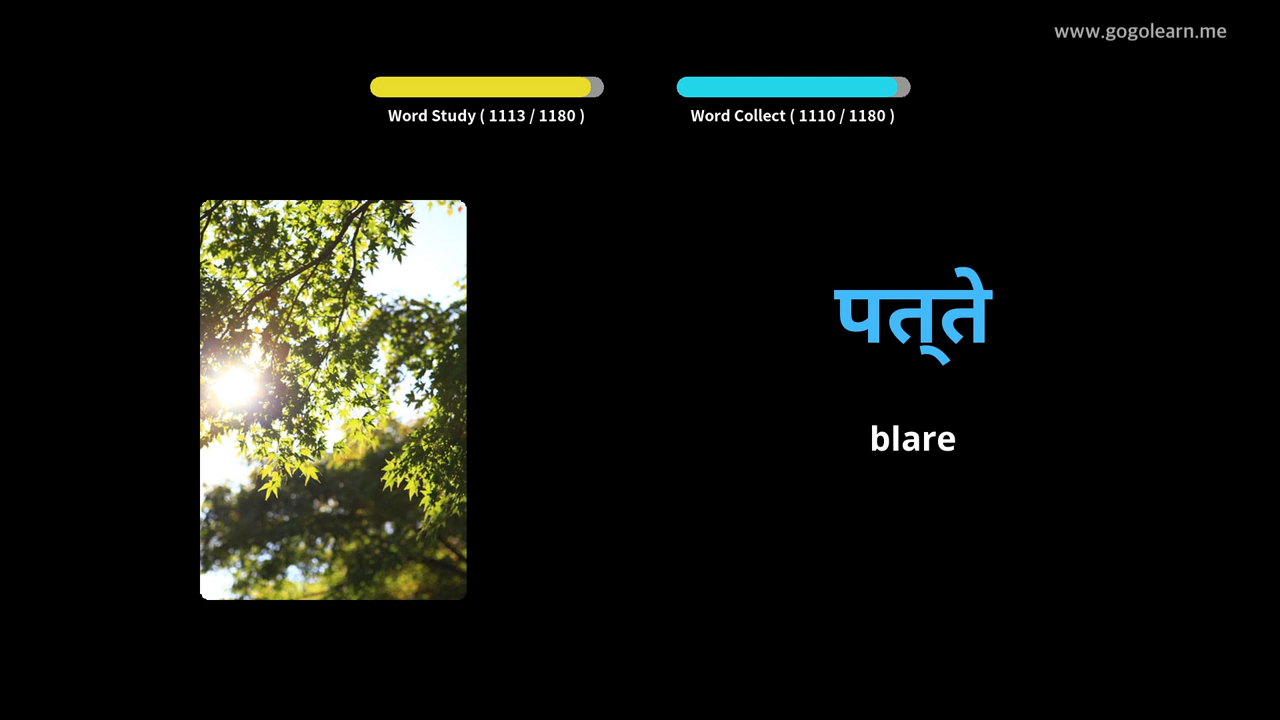 www.gogolearn.me
Word Study ( 1113 / 1180 )
Word Collect ( 1110 / 1180 )
पत्‌ते
blare